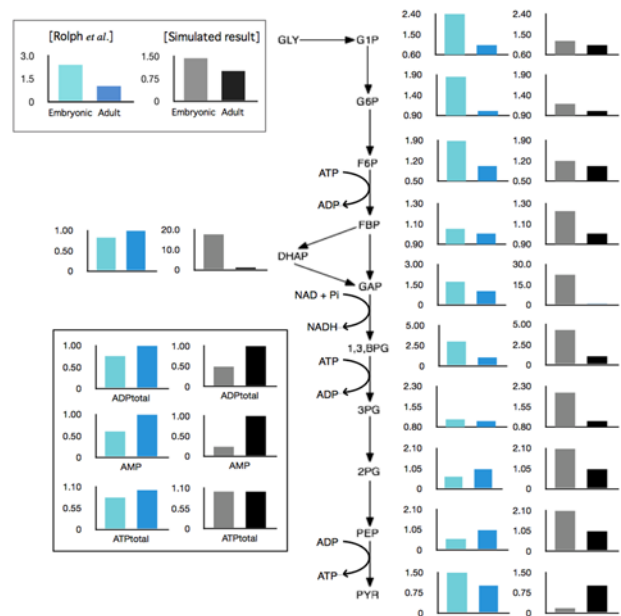 [Rolph et al.] [Simulated result]
3.0 1.5 0 Embryonic Adult
1.50 0.75 0 Embryonic Adult
GLY G1P
G6P
F6P
ATP
ADP
FBP
DHAP
GAP
NAD + Pi
NADH
1,3,BPG
ATP
ADP
3PG
2PG
PEP
ADP
ATP
PYR
1.00 0.50 0
20.0 10.0 0.0
1.00 0.50 0 ADPtotal
1.00 0.50 0 ADPtotal
1.00 0.50 0 AMP
1.00 0.50 0 AMP
1.10 0.55 0 ATPtotal
1.10 0.55 0 ATPtotal
2.40 1.50 0.60
2.40 1.50 0.60
1.90 1.40 0.90
1.90 1.40 0.90
1.90 1.20 0.50
1.90 1.20 0.50
1.30 1.10 0.90
1.30 1.10 0.90
3.00 1.50 0
30.0 15.0 0
5.00 2.50 0
5.00 2.50 0
2.30 1.55 0.80
2.30 1.55 0.80
2.10 1.05 0
2.10 1.05 0
2.10 1.05 0
2.10 1.05 0
1.50 0.75 0
1.50 0.75 0